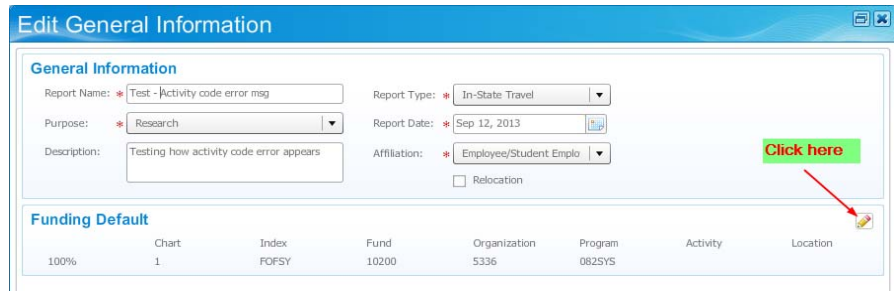 Edit General Information
General Information
Report Name: * Test - Activity code error msg Report Type: * In-State Travel
Purpose: * Research Report Date: * Sep 12, 2013
Description: Testing how activity code error appears Affiliation: * Employee/Student Emplo
Click here
Relocation
Funding Default
Chart Index Fund Organization Program Activity Location
100% 1 FOFSY 10200 5336 082SYS